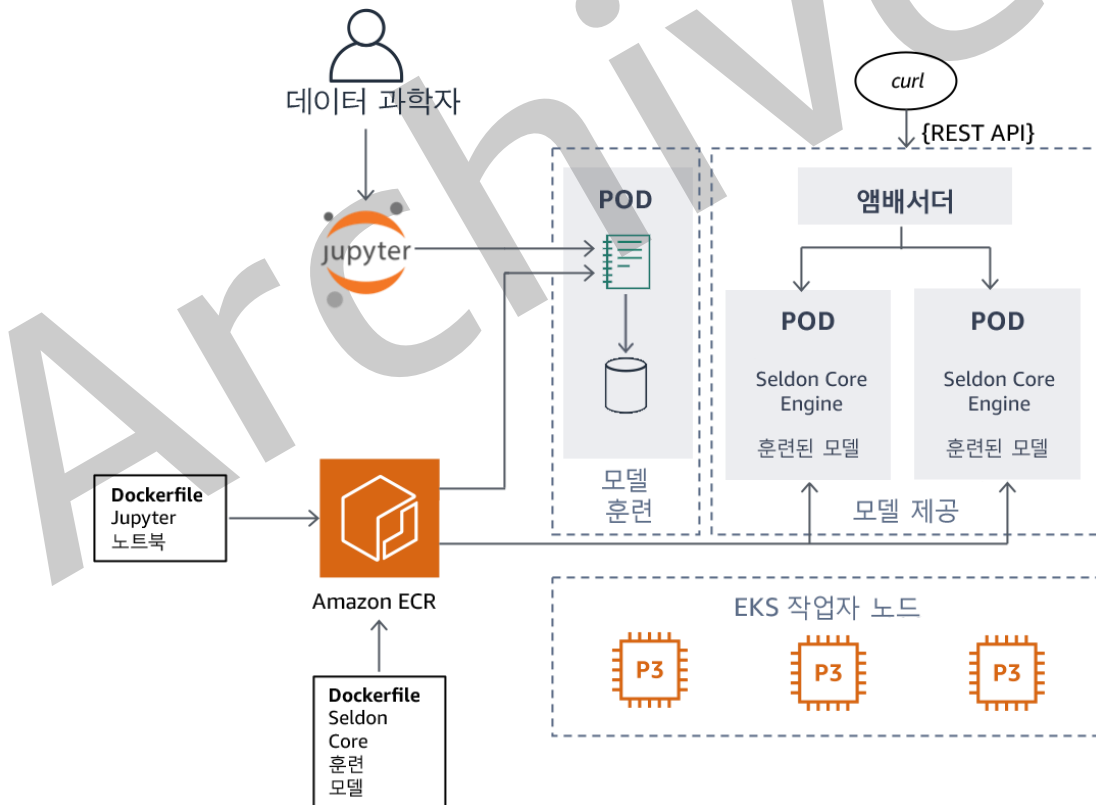 Archive
데이터 과학자
curl
{REST API}
POD
앰배서더
jupyter
POD
POD
Seldon Core
Engine
Seldon Core
Engine
훈련된 모델
훈련된 모델
모델
훈련
모델 제공
Dockerfile
Jupyter
노트북
Amazon ECR
EKS 작업자 노드
P3
P3
P3
Dockerfile
Seldon
Core
훈련
모델